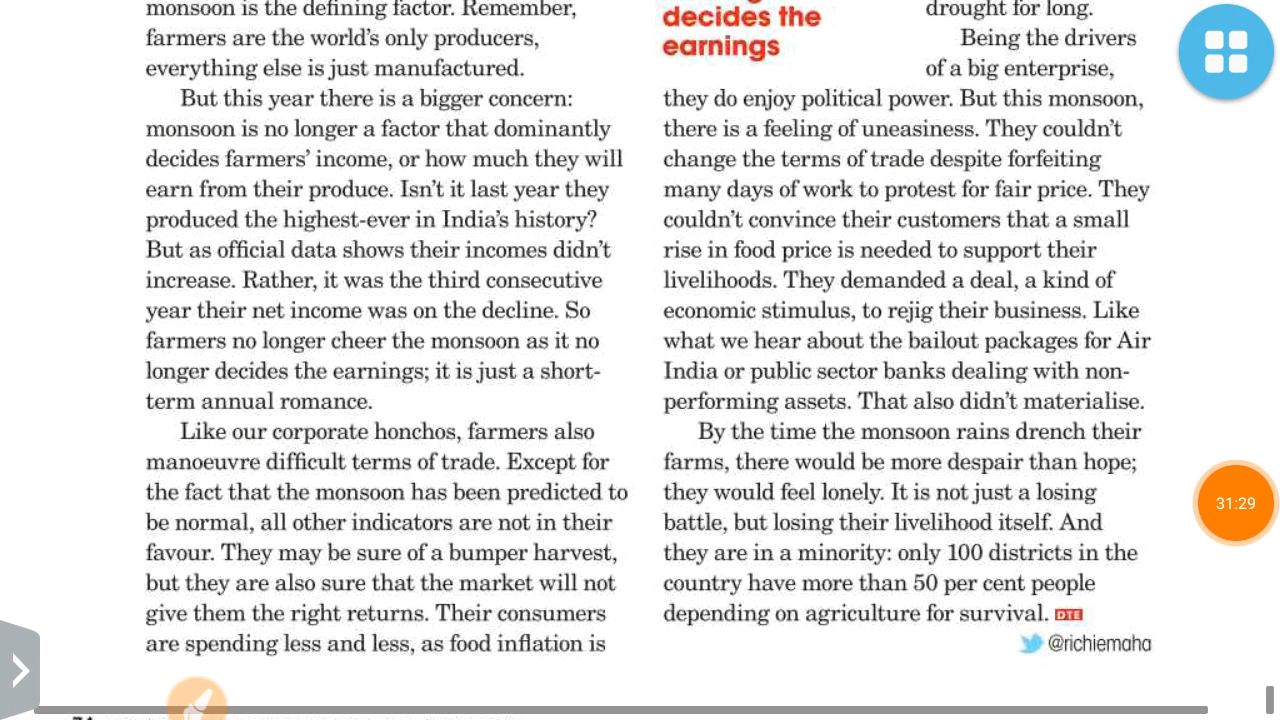 monsoon is the defining factor. Remember,
farmers are the world's only producers,
everything else is just manufactured.
But this year there is a bigger concern:
monsoon is no longer a factor that dominantly
decides farmers' income, or how much they will
earn from their produce. Isn't it last year they
produced the highest-ever in India's history?
But as official data shows their incomes didn't
increase. Rather, it was the third consecutive
year their net income was on the decline. So
farmers no longer cheer the monsoon as it no
longer decides the earnings; it is just a short-
term annual romance.
Like our corporate honchos, farmers also
manoeuvre difficult terms of trade. Except for
the fact that the monsoon has been predicted to
be normal, all other indicators are not in their
favour. They may be sure of a bumper harvest,
but they are also sure that the market will not
give them the right returns. Their consumers
are spending less and less, as food inflation is
decides the
earnings
drought for long.
Being the drivers
of a big enterprise,
they do enjoy political power. But this monsoon,
there is a feeling of uneasiness. They couldn't
change the terms of trade despite forfeiting
many days of work to protest for fair price. They
couldn't convince their customers that a small
rise in food price is needed to support their
livelihoods. They demanded a deal, a kind of
economic stimulus, to rejig their business. Like
what we hear about the bailout packages for Air
India or public sector banks dealing with non-
performing assets. That also didn't materialise.
By the time the monsoon rains drench their
farms, there would be more despair than hope;
they would feel lonely. It is not just a losing
battle, but losing their livelihood itself. And
they are in a minority: only 100 districts in the
country have more than 50 per cent people
depending on agriculture for survival. DTE
@richiemaha
31:29